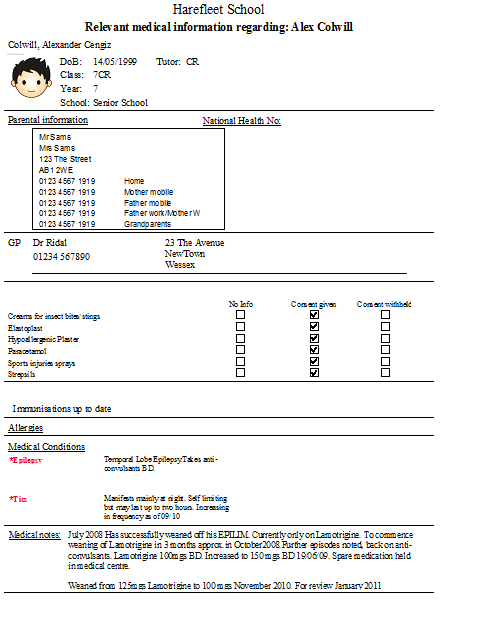 Harefleet School
Relevant medical information regarding: Alex Colwill
Colwill, Alexander Cengiz
DoB: 14/05/1999 Tutor: CR
Class: 7CR
Year: 7
School: Senior School
Parental information National Health No:
Mr Sams
Mrs Sams
123 The Street
AB1 2WE
0123 4567 1919 Home
0123 4567 1919 Mother mobile
0123 4567 1919 Father mobile
0123 4567 1919 Father work/Mother W
0123 4567 1919 Grandparents
GP Dr Ridal 23 The Avenue
01234 567890 NewTown
Wessex
No Info Consent given Consent withheld
Creams for insect bites/stings
Elastoplast
Hypoallergenic Plaster
Paracetamol
Sports injuries sprays
Strepsils
Immunisations up to date
Allergies
Medical Conditions
*Epilepsy Temporal Lobe Epilepsy Takes anti-
convulsants B.D.
*Tics Manifests mainly at night. Self limiting
but may last up to two hours. Increasing
in frequency as of 09/10
Medical notes: July 2008 Has successfully weaned off his EPILIM. Currently only on Lamotrigine. To commence
weaning of Lamotrigine in 3 months approx. in October2008 Further episodes noted, back on anti-
convulsants. Lamotrigine 100mgs BD. Increased to 150 mgs BD 19/06/09. Spare medication held
in medical centre.
Weaned from 125mgs Lamotrigine to 100 mgs November 2010. For review January 2011